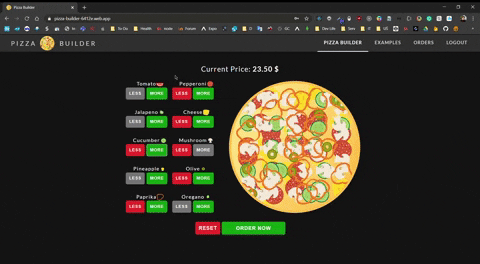 Pizza Builder
pizza-builder-6412e.web.app
PIZZA BUILDER
PIZZA BUILDER EXAMPLES ORDERS LOGOUT
Current Price: 23.50 $
Tomato Pepperoni
LESS MORE LESS MORE
Jalapeno Cheese
LESS MORE LESS MORE
Cucumber Mushroom
LESS MORE LESS MORE
Pineapple Olive
LESS MORE LESS MORE
Paprika Oregano
LESS MORE LESS MORE
RESET ORDER NOW